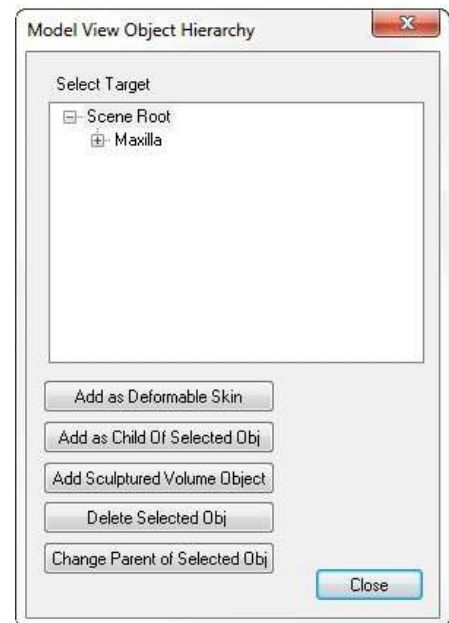 Model View Object Hierarchy
Select Target
Scene Root
Maxilla
Add as Deformable Skin
Add as Child Of Selected Obj
Add Sculptured Volume Object
Delete Selected Obj
Change Parent of Selected Obj
Close